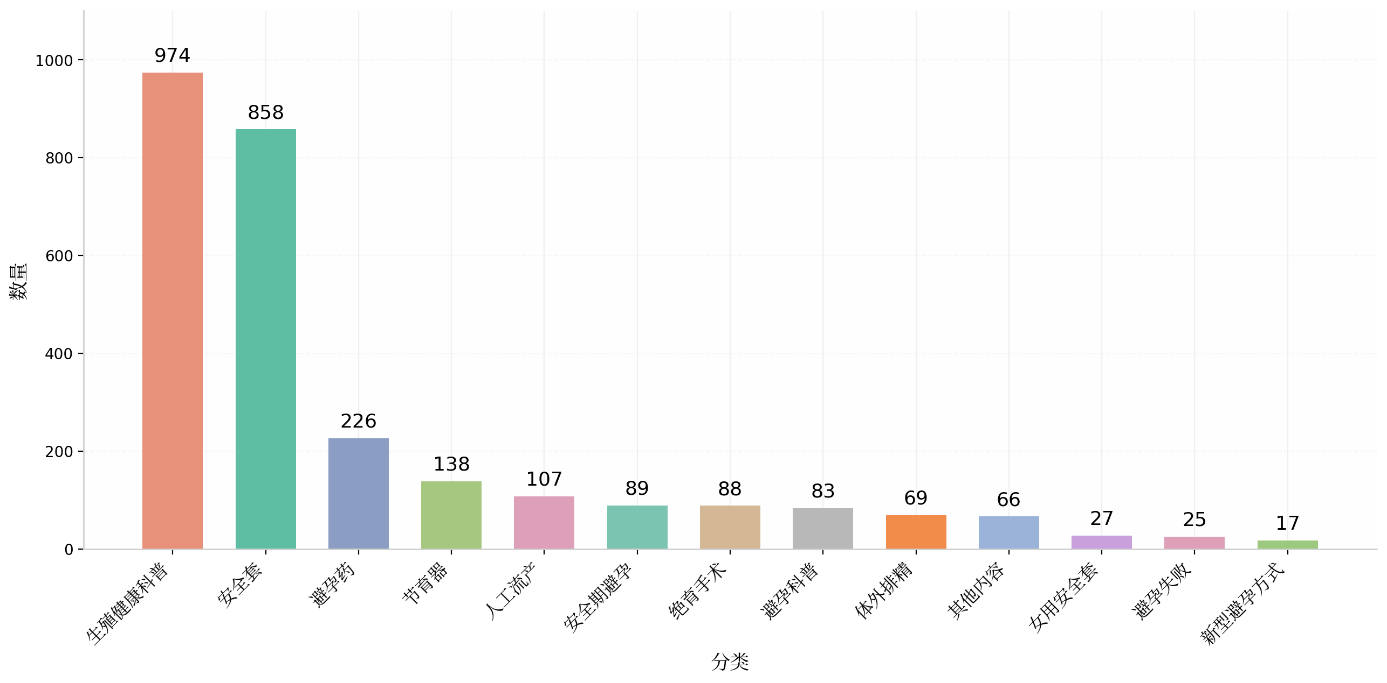 974
858
226
138
107
89
88
83
69
66
27
25
17
1000
800
600
400
200
0
数量
生殖健康科普
安全套
避孕药
节育器
人工流产
安全期避孕
绝育手术
避孕科普
体外排精
其他内容
女用安全套
避孕失败
新型避孕方式
分类